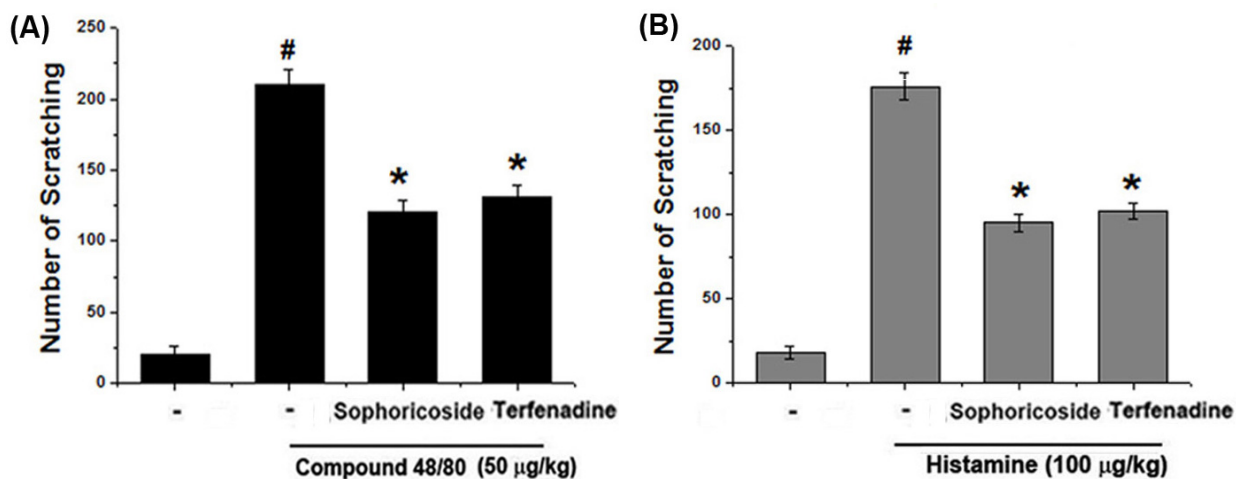 (A)
Number of Scratching
250
200
150
100
50
0
#
*
*
- - Sophoricoside Terfenadine
Compound 48/80 (50 μg/kg)
(B)
Number of Scratching
200
150
100
50
0
#
*
*
- - Sophoricoside Terfenadine
Histamine (100 μg/kg)